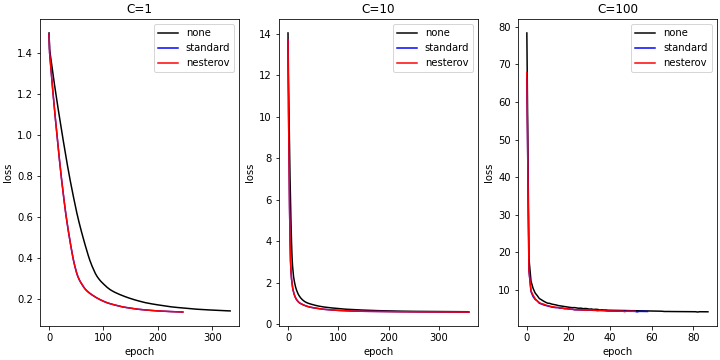 C=1
none
standard
nesterov
loss
1.4
1.2
1.0
0.8
0.6
0.4
0.2
0
100
200
300
epoch
C=10
none
standard
nesterov
loss
14
12
10
8
6
4
2
0
0
100
200
300
epoch
C=100
none
standard
nesterov
loss
80
70
60
50
40
30
20
10
0
20
40
60
80
epoch